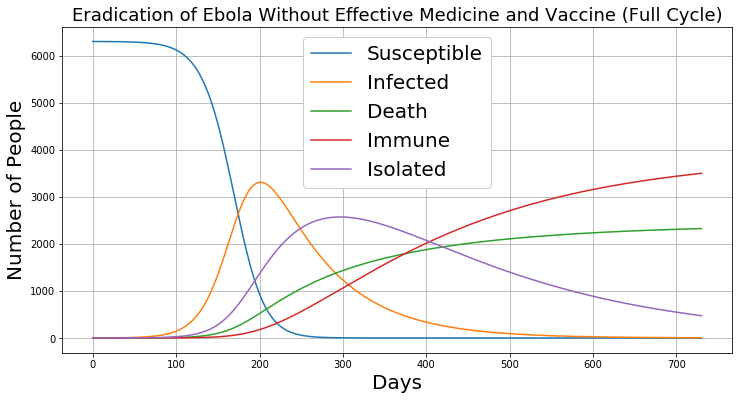 Eradication of Ebola Without Effective Medicine and Vaccine (Full Cycle)
Susceptible
Infected
Death
Immune
Isolated
Number of People
6000
5000
4000
3000
2000
1000
0
0 100 200 300 400 500 600 700
Days